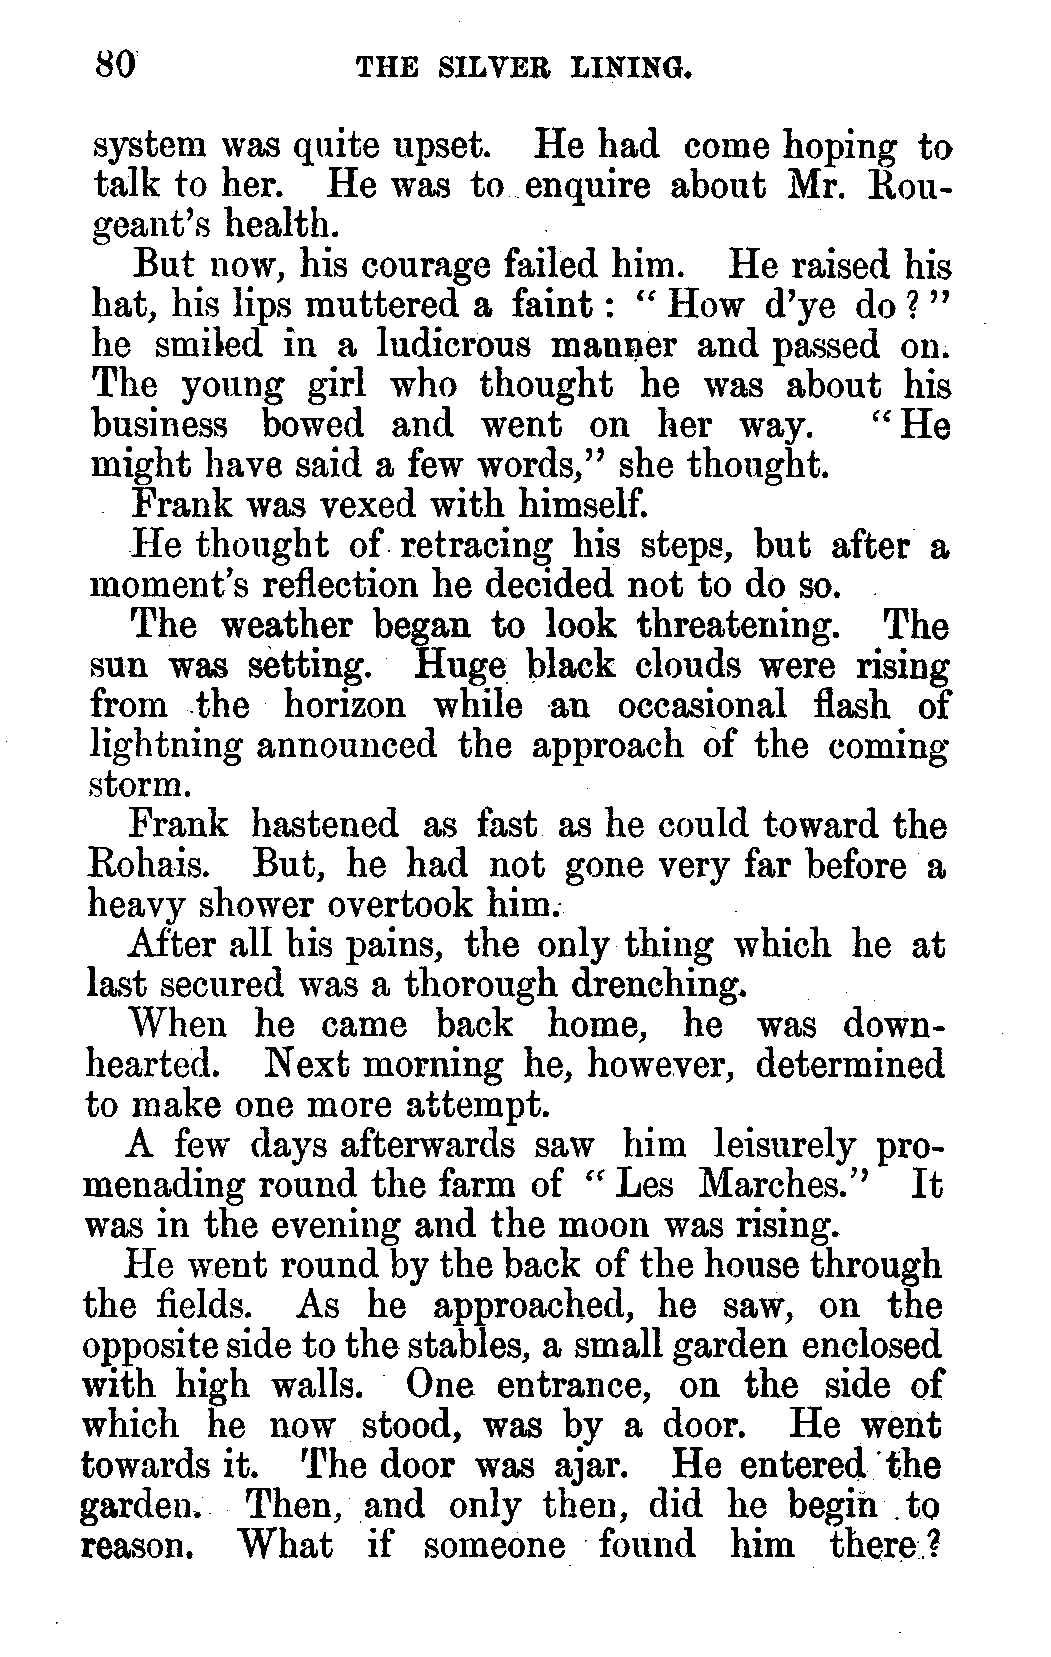 80 THE SILVER LINING.
system was quite upset. He had come hoping to
talk to her. He was to enquire about Mr. Rou-
geant's health.
But now, his courage failed him. He raised his
hat, his lips muttered a faint : “ How d'ye do ? ”
he smiled in a ludicrous manner and passed on.
The young girl who thought he was about his
business bowed and went on her way. “ He
might have said a few words,” she thought.
Frank was vexed with himself.
He thought of retracing his steps, but after a
moment's reflection he decided not to do so.
The weather began to look threatening. The
sun was setting. Huge black clouds were rising
from the horizon while an occasional flash of
lightning announced the approach of the coming
storm.
Frank hastened as fast as he could toward the
Rohais. But, he had not gone very far before a
heavy shower overtook him.
After all his pains, the only thing which he at
last secured was a thorough drenching.
When he came back home, he was down-
hearted. Next morning he, however, determined
to make one more attempt.
A few days afterwards saw him leisurely pro-
menading round the farm of “ Les Marches.” It
was in the evening and the moon was rising.
He went round by the back of the house through
the fields. As he approached, he saw, on the
opposite side to the stables, a small garden enclosed
with high walls. One entrance, on the side of
which he now stood, was by a door. He went
towards it. The door was ajar. He entered the
garden. Then, and only then, did he begin to
reason. What if someone found him there ?